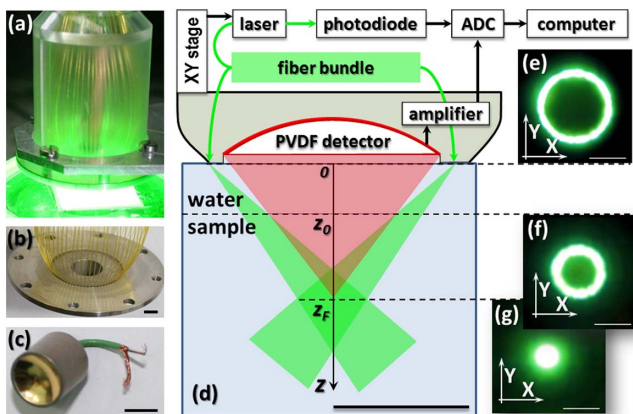 (a)
XY stage
laser
photodiode
ADC
computer
fiber bundle
amplifier
PVDF detector
(e)
Y
X
0
water
sample
z0
(b)
(f)
Y
X
zF
(g)
Y
X
(c)
(d)
z